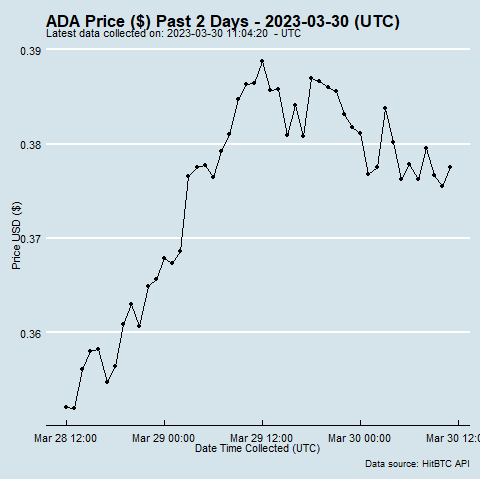 ADA Price ($) Past 2 Days - 2023-03-30 (UTC)
Latest data collected on: 2023-03-30 11:04:20 - UTC
0.39
0.38
0.37
0.36
Price USD ($)
Mar 28 12:00
Mar 29 00:00
Mar 29 12:00
Mar 30 00:00
Mar 30 12:00
Date Time Collected (UTC)
Data source: HitBTC API